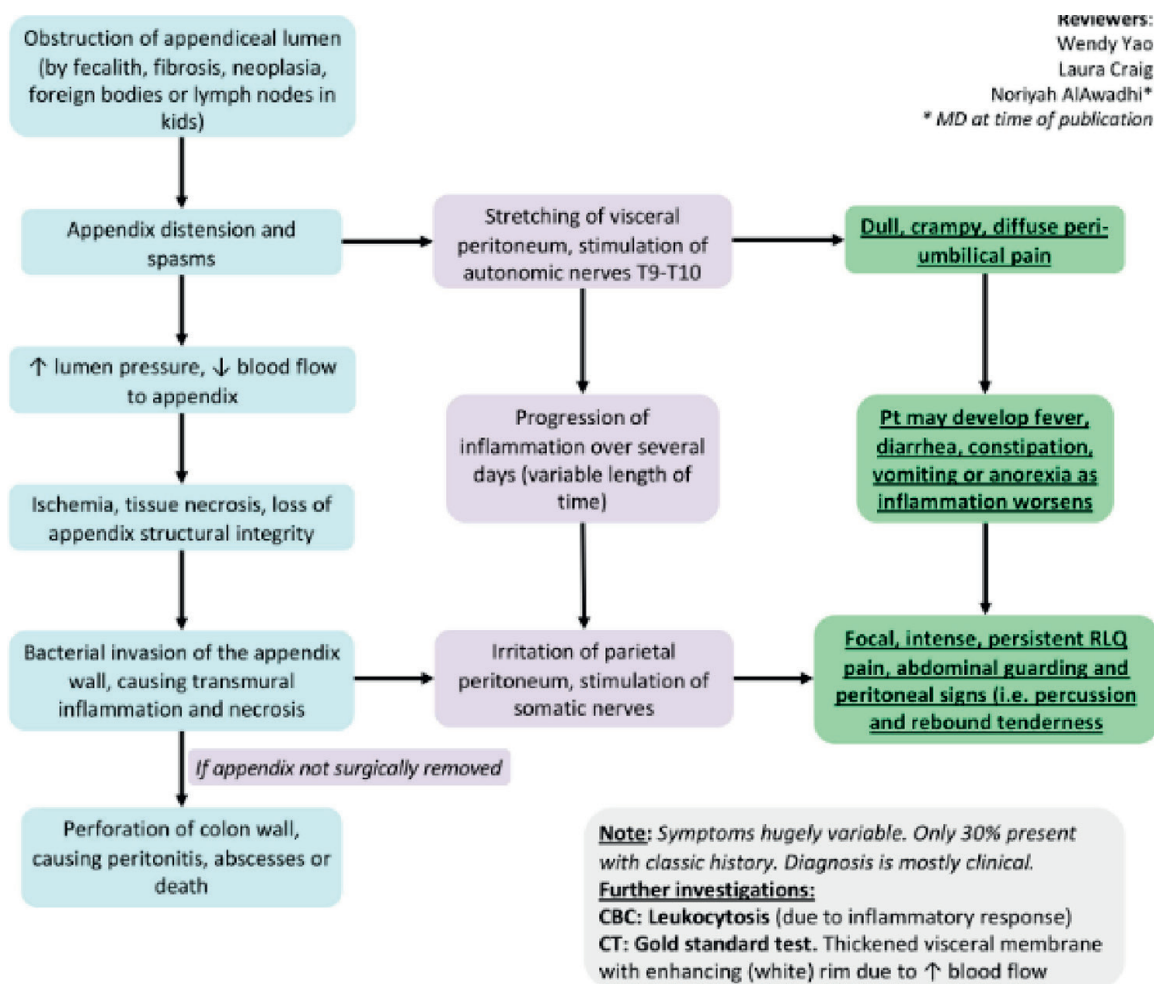 Reviewers:
Wendy Yao
Laura Craig
Noriyah AlAwadhi*
* MD at time of publication
Obstruction of appendiceal lumen
(by fecalith, fibrosis, neoplasia,
foreign bodies or lymph nodes in
kids)
Appendix distension and
spasms
Stretching of visceral
peritoneum, stimulation of
autonomic nerves T9-T10
Dull, crampy, diffuse peri-
umbilical pain
↑ lumen pressure, ↓ blood flow
to appendix
Progression of
inflammation over several
days (variable length of
time)
Pt may develop fever,
diarrhea, constipation,
vomiting or anorexia as
inflammation worsens
Ischemia, tissue necrosis, loss of
appendix structural integrity
Bacterial invasion of the appendix
wall, causing transmural
inflammation and necrosis
Irritation of parietal
peritoneum, stimulation of
somatic nerves
Focal, intense, persistent RLQ
pain, abdominal guarding and
peritoneal signs (i.e. percussion
and rebound tenderness
If appendix not surgically removed
Perforation of colon wall,
causing peritonitis, abscesses or
death
Note: Symptoms hugely variable. Only 30% present
with classic history. Diagnosis is mostly clinical.
Further investigations:
CBC: Leukocytosis (due to inflammatory response)
CT: Gold standard test. Thickened visceral membrane
with enhancing (white) rim due to ↑ blood flow